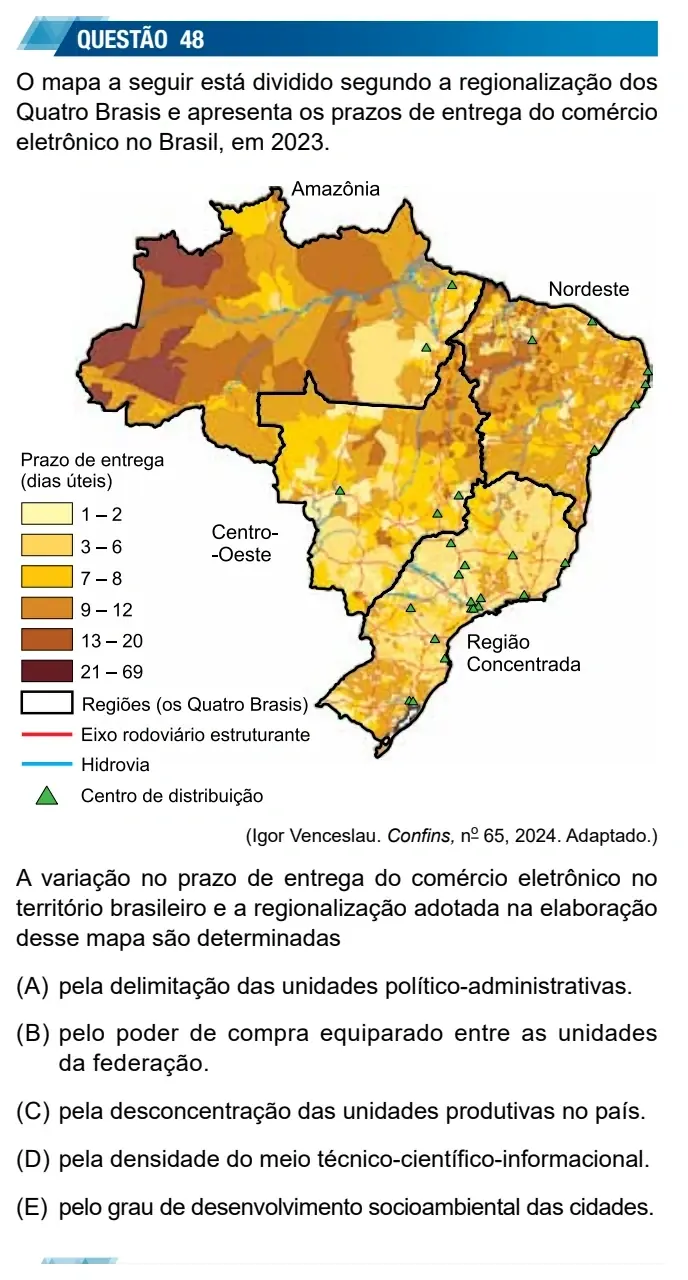 QUESTÃO 48
O mapa a seguir está dividido segundo a regionalização dos
Quatro Brasis e apresenta os prazos de entrega do comércio
eletrônico no Brasil, em 2023.
Amazônia
Nordeste
Prazo de entrega
(dias úteis)
1 – 2
3 – 6
7 – 8
9 – 12
13 – 20
21 – 69
Centro-
-Oeste
Região
Concentrada
Regiões (os Quatro Brasis)
Eixo rodoviário estruturante
Hidrovia
Centro de distribuição
(Igor Venceslau. Confins, nº 65, 2024. Adaptado.)
A variação no prazo de entrega do comércio eletrônico no
território brasileiro e a regionalização adotada na elaboração
desse mapa são determinadas
(A) pela delimitação das unidades político-administrativas.
(B) pelo poder de compra equiparado entre as unidades
da federação.
(C) pela desconcentração das unidades produtivas no país.
(D) pela densidade do meio técnico-científico-informacional.
(E) pelo grau de desenvolvimento socioambiental das cidades.